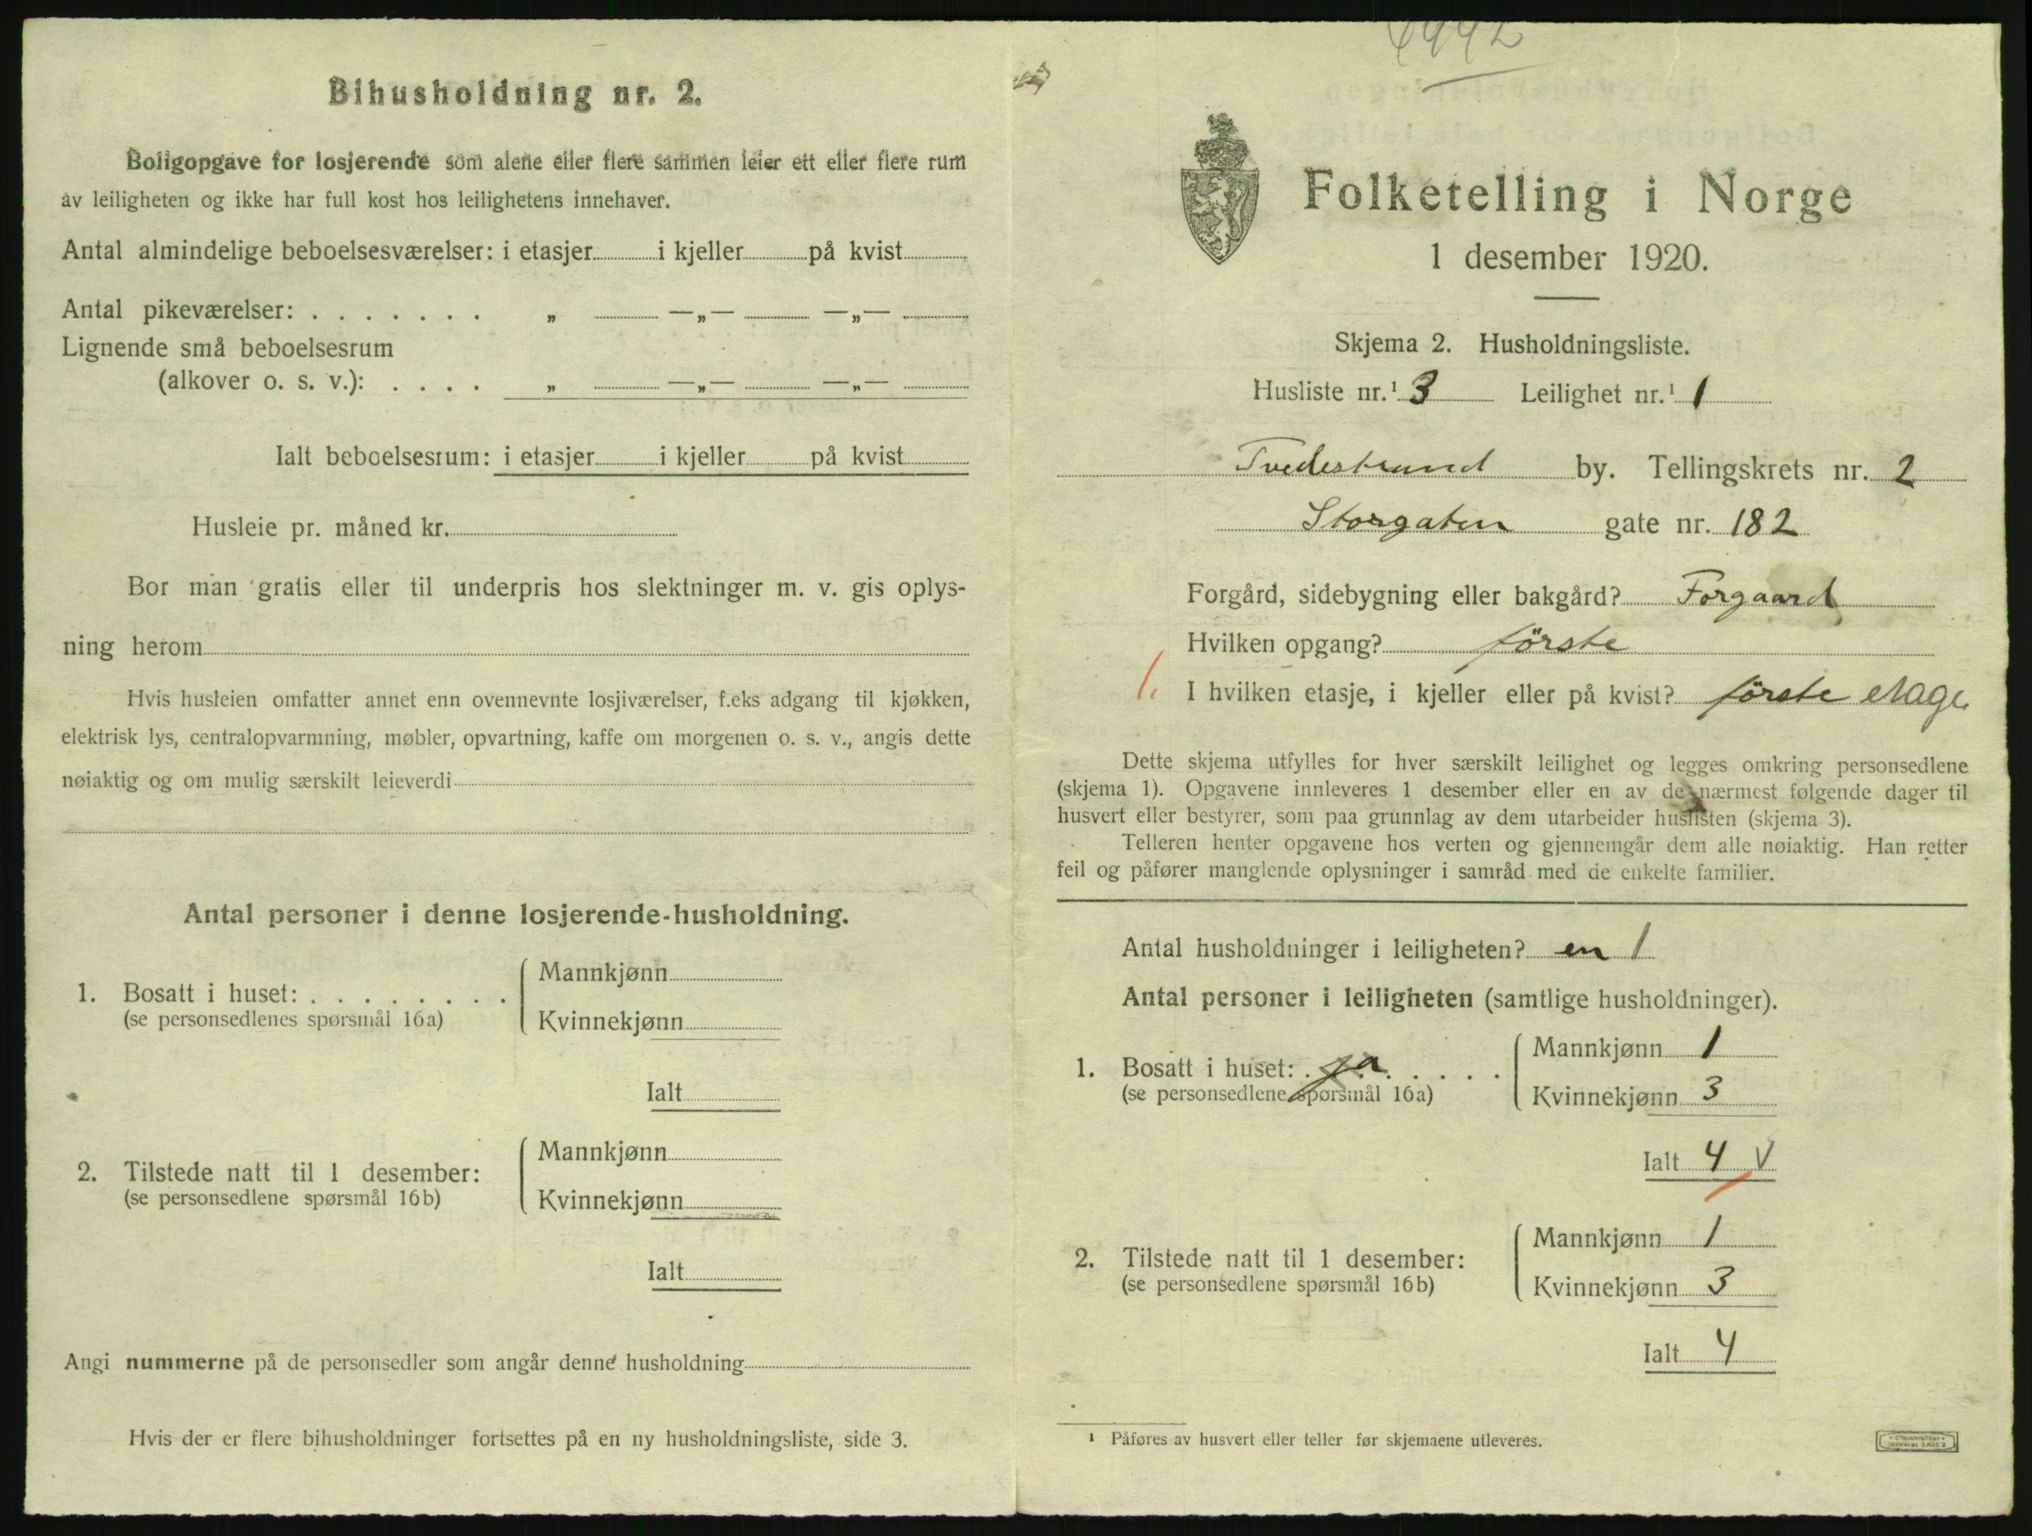 Bihusholdning nr. 2.
Boligopgave for losjerende som alene eller flere sammen leier ett eller flere rum
av leiligheten og ikke har full kost hos leilighetens innehaver.
Antal almindelige beboelsesværelser: i etasjer i kjeller på kvist
Antal pikeværelser: . . . . . . . „ —„— —„—
Lignende små beboelsesrum
(alkover o. s. v.): . . . . „ —„— —„—
Ialt beboelsesrum: i etasjer i kjeller på kvist
Husleie pr. måned kr.
Bor man gratis eller til underpris hos slektninger m. v. gis oplys-
ning herom
Hvis husleien omfatter annet enn ovennevnte losjiværelser, f.eks adgang til kjøkken,
elektrisk lys, centralopvarmning, møbler, opvartning, kaffe om morgenen o. s. v., angis dette
nøiaktig og om mulig særskilt leieverdi
Antal personer i denne losjerende-husholdning.
1. Bosatt i huset: . . . . . . . .
(se personsedlenes spørsmål 16a)
Mannkjønn
Kvinnekjønn
Ialt
2. Tilstede natt til 1 desember:
(se personsedlene spørsmål 16b)
Mannkjønn
Kvinnekjønn
Ialt
Angi nummerne på de personsedler som angår denne husholdning
Hvis der er flere bihusholdninger fortsettes på en ny husholdningsliste, side 3.
Folketelling i Norge
1 desember 1920.
Skjema 2. Husholdningsliste.
Husliste nr.¹ 3 Leilighet nr.¹ 1
Tvedestrand by. Tellingskrets nr. 2
Storgaten gate nr. 182
Forgård, sidebygning eller bakgård? Forgaard
Hvilken opgang? første
1. I hvilken etasje, i kjeller eller på kvist? første etage
Dette skjema utfylles for hver særskilt leilighet og legges omkring personsedlene
(skjema 1). Opgavene innleveres 1 desember eller en av de nærmest følgende dager til
husvert eller bestyrer, som paa grunnlag av dem utarbeider huslisten (skjema 3).
Telleren henter opgavene hos verten og gjennemgår dem alle nøiaktig. Han retter
feil og påfører manglende oplysninger i samråd med de enkelte familier.
Antal husholdninger i leiligheten? en 1
Antal personer i leiligheten (samtlige husholdninger).
1. Bosatt i huset: . ja . . . . .
(se personsedlene spørsmål 16a)
Mannkjønn 1
Kvinnekjønn 3
Ialt 4 V
2. Tilstede natt til 1 desember:
(se personsedlene spørsmål 16b)
Mannkjønn 1
Kvinnekjønn 3
Ialt 4
¹ Påføres av husvert eller teller før skjemaene utleveres.